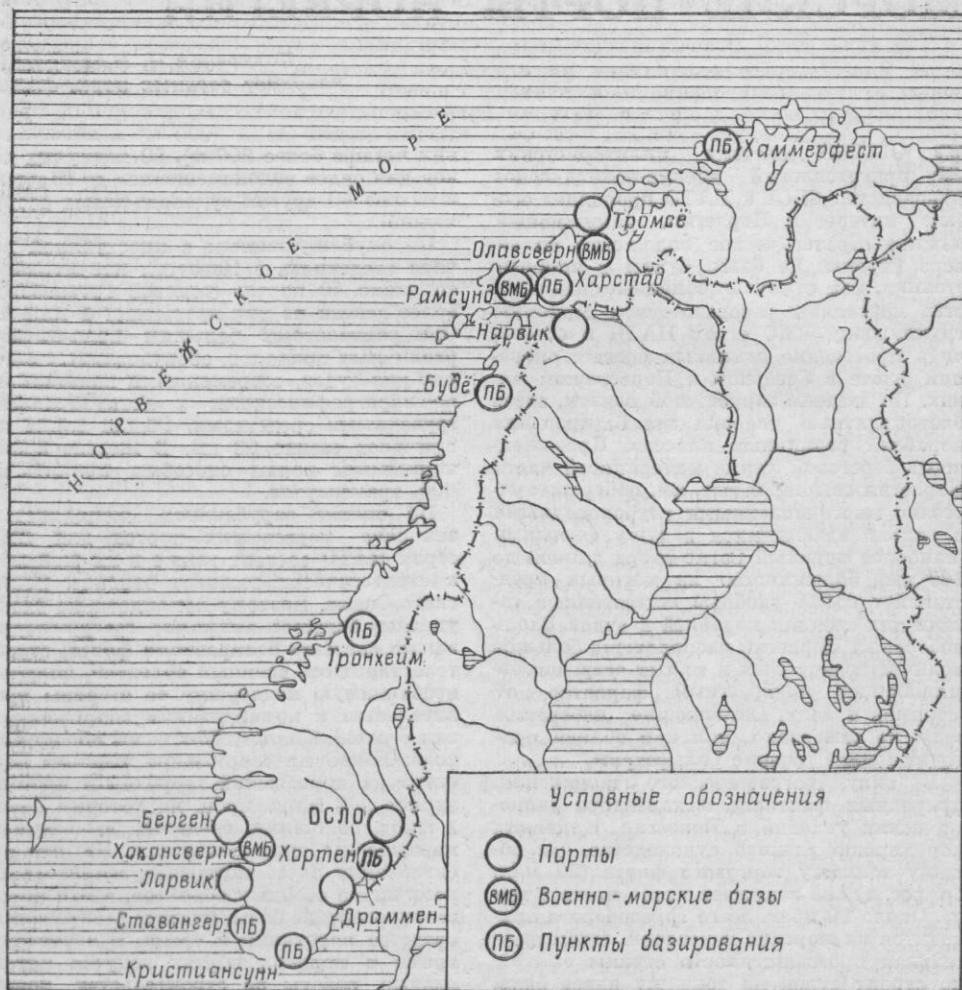 НОРВЕЖСКОЕ МОРЕ
ПБ
Хаммерфест
Тромсё
Олавсверн
ВМБ
Рамсунд
ВМБ
ПБ
Харстад
Нарвик
Будё
ПБ
ПБ
Тронхейм
Берген
ОСЛО
Хоконсверн
ВМБ
Хортен
ПБ
Ларвик
Драммен
Ставангер
ПБ
ПБ
Кристиансунн
Условные обозначения
Порты
ВМБ Военно-морские базы
ПБ Пункты базирования